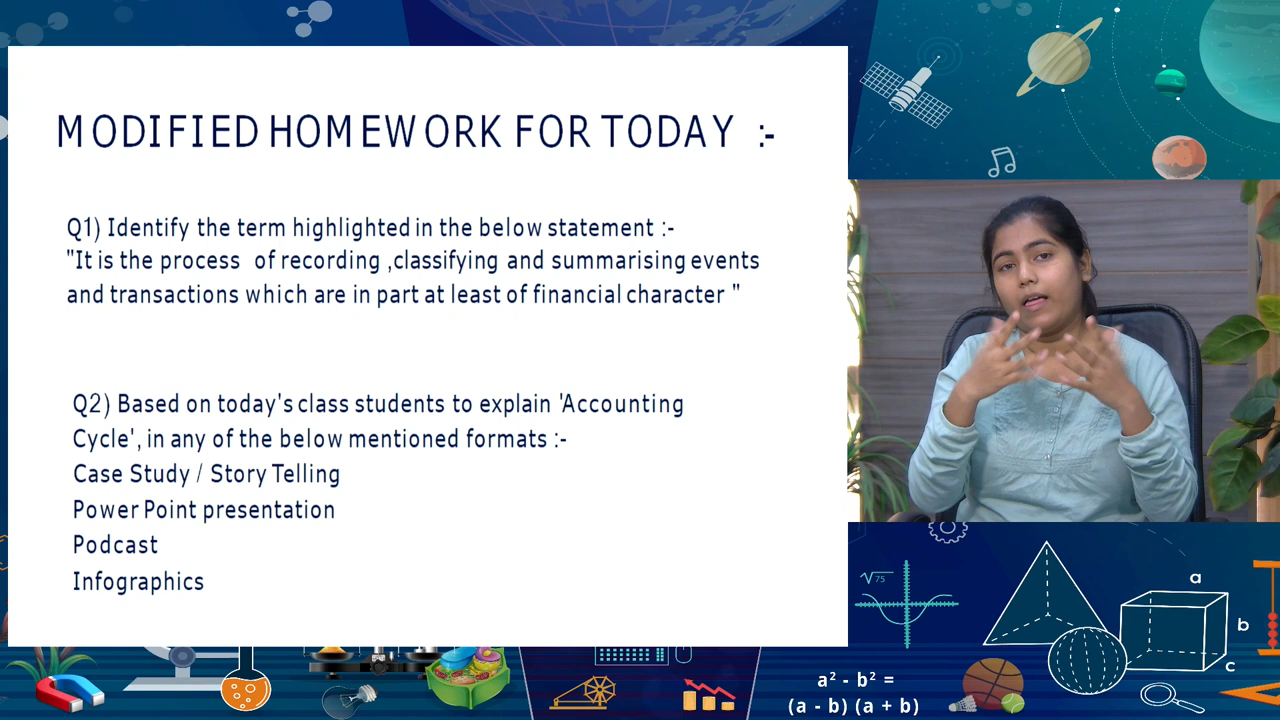 MODIFIED HOMEWORK FOR TODAY :-
Q1) Identify the term highlighted in the below statement :-
"It is the process of recording ,classifying and summarising events
and transactions which are in part at least of financial character "
Q2) Based on today's class students to explain 'Accounting
Cycle', in any of the below mentioned formats :-
Case Study / Story Telling
Power Point presentation
Podcast
Infographics
√75
a
b
c
a² - b² =
(a - b) (a + b)